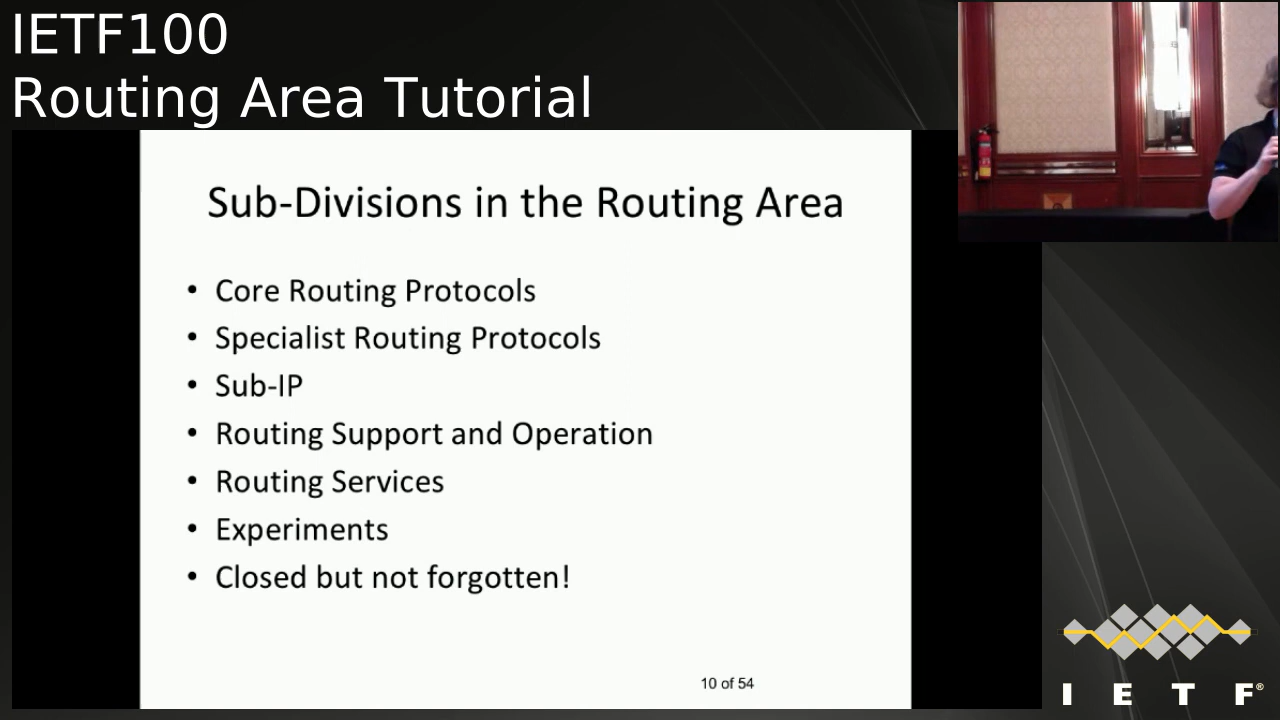 IETF100
Routing Area Tutorial
Sub-Divisions in the Routing Area
• Core Routing Protocols
• Specialist Routing Protocols
• Sub-IP
• Routing Support and Operation
• Routing Services
• Experiments
• Closed but not forgotten!
10 of 54
I E T F®